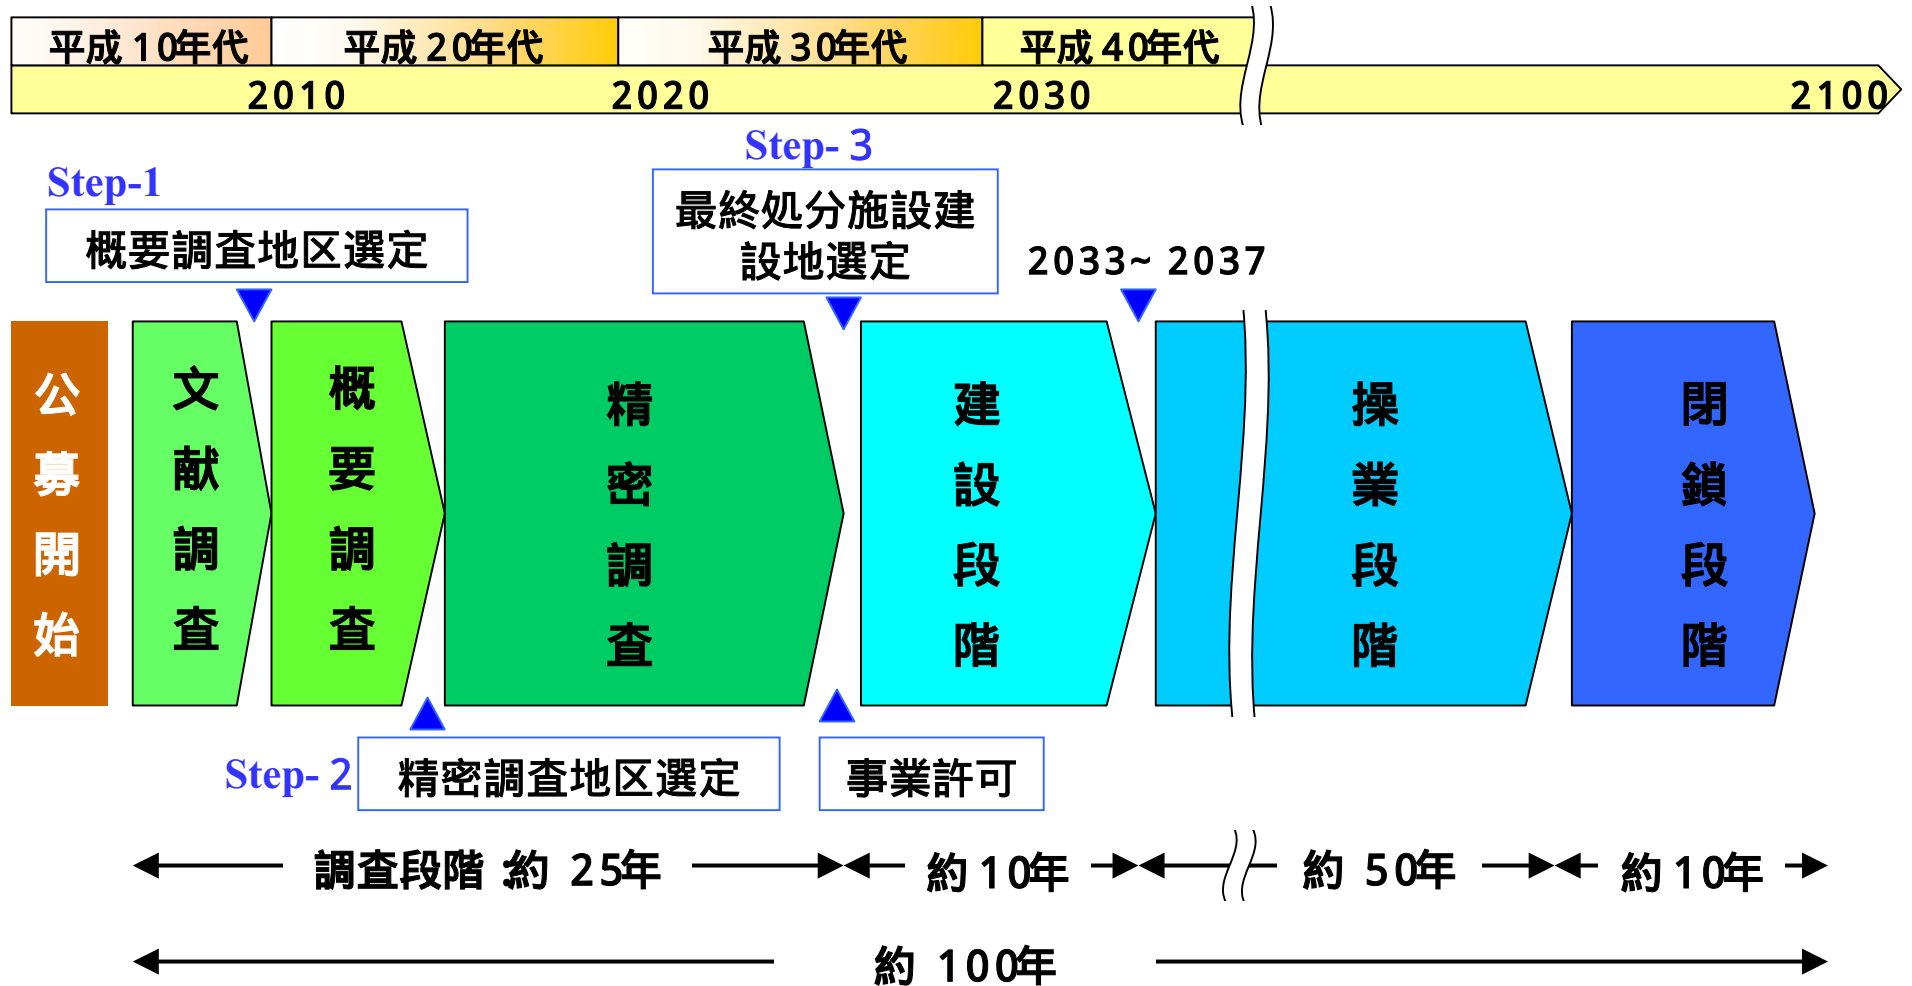 平成10年代
平成20年代
平成30年代
平成40年代
2010
2020
2030
2100
Step-1
概要調査地区選定
Step-3
最終処分施設建
設地選定
2033~2037
公募開始
文献調査
概要調査
精密調査
建設段階
操業段階
閉鎖段階
Step-2
精密調査地区選定
事業許可
調査段階:約 25年
約10年
約 50年
約10年
約 100年